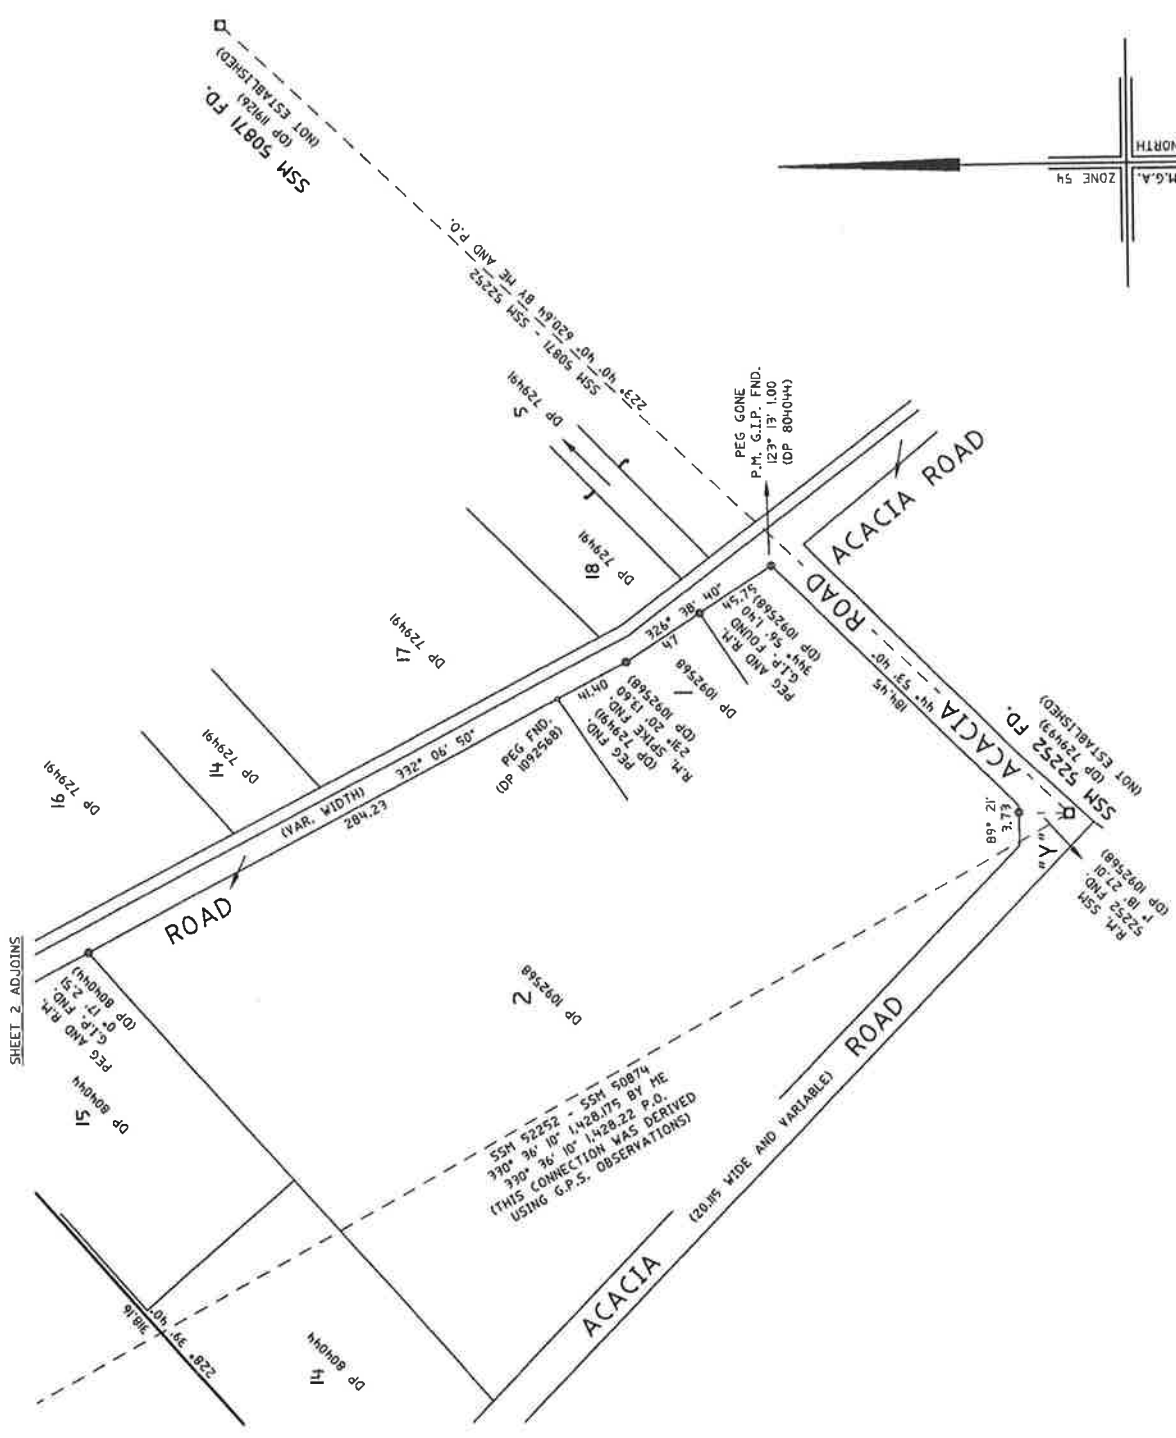 SSM 50871 FD.
(DP 119126)
(NOT ESTABLISHED)
M.G.A.
NORTH
ZONE 54
SSM 50871 - SSM 52252
223° 40' 40" 620.64 BY ME AND P.O.
5
DP 729491
18
DP 729491
17
DP 729491
14
DP 729491
16
DP 729491
PEG GONE
P.M. G.I.P. FND.
123° 13' 1.00
(DP 804044)
ACACIA ROAD
326° 38' 40"
45.75
47
PEG AND R.M.
G.I.P. FOUND
344° 56' 1.40
(DP 1092568)
1
DP 1092568
41.40
PEG FND.
(DP 729491)
R.M. SPIKE FND.
231° 20' 13.60
(DP 1092568)
PEG FND.
(DP 1092568)
332° 06' 50"
(VAR. WIDTH)
284.23
ROAD
SHEET 2 ADJOINS
PEG AND R.M.
G.I.P. FND.
0° 17' 2.51
(DP 804044)
15
DP 804044
2
DP 1092568
44° 53' 40"
184.45
ACACIA - ROAD
SSM 52252 FD.
(DP 729493)
(NOT ESTABLISHED)
89° 21'
3.73
"Y"
R.M. SSM
52252 FND.
1° 18' 27.01
(DP 1092568)
SSM 52252 - SSM 50874
330° 36' 10" 1,428.175 BY ME
330° 36' 10" 1,428.22 P.O.
(THIS CONNECTION WAS DERIVED
USING G.P.S. OBSERVATIONS)
ACACIA
(20.115 WIDE AND VARIABLE)
ROAD
318.16
228° 39' 40"
14
DP 804044